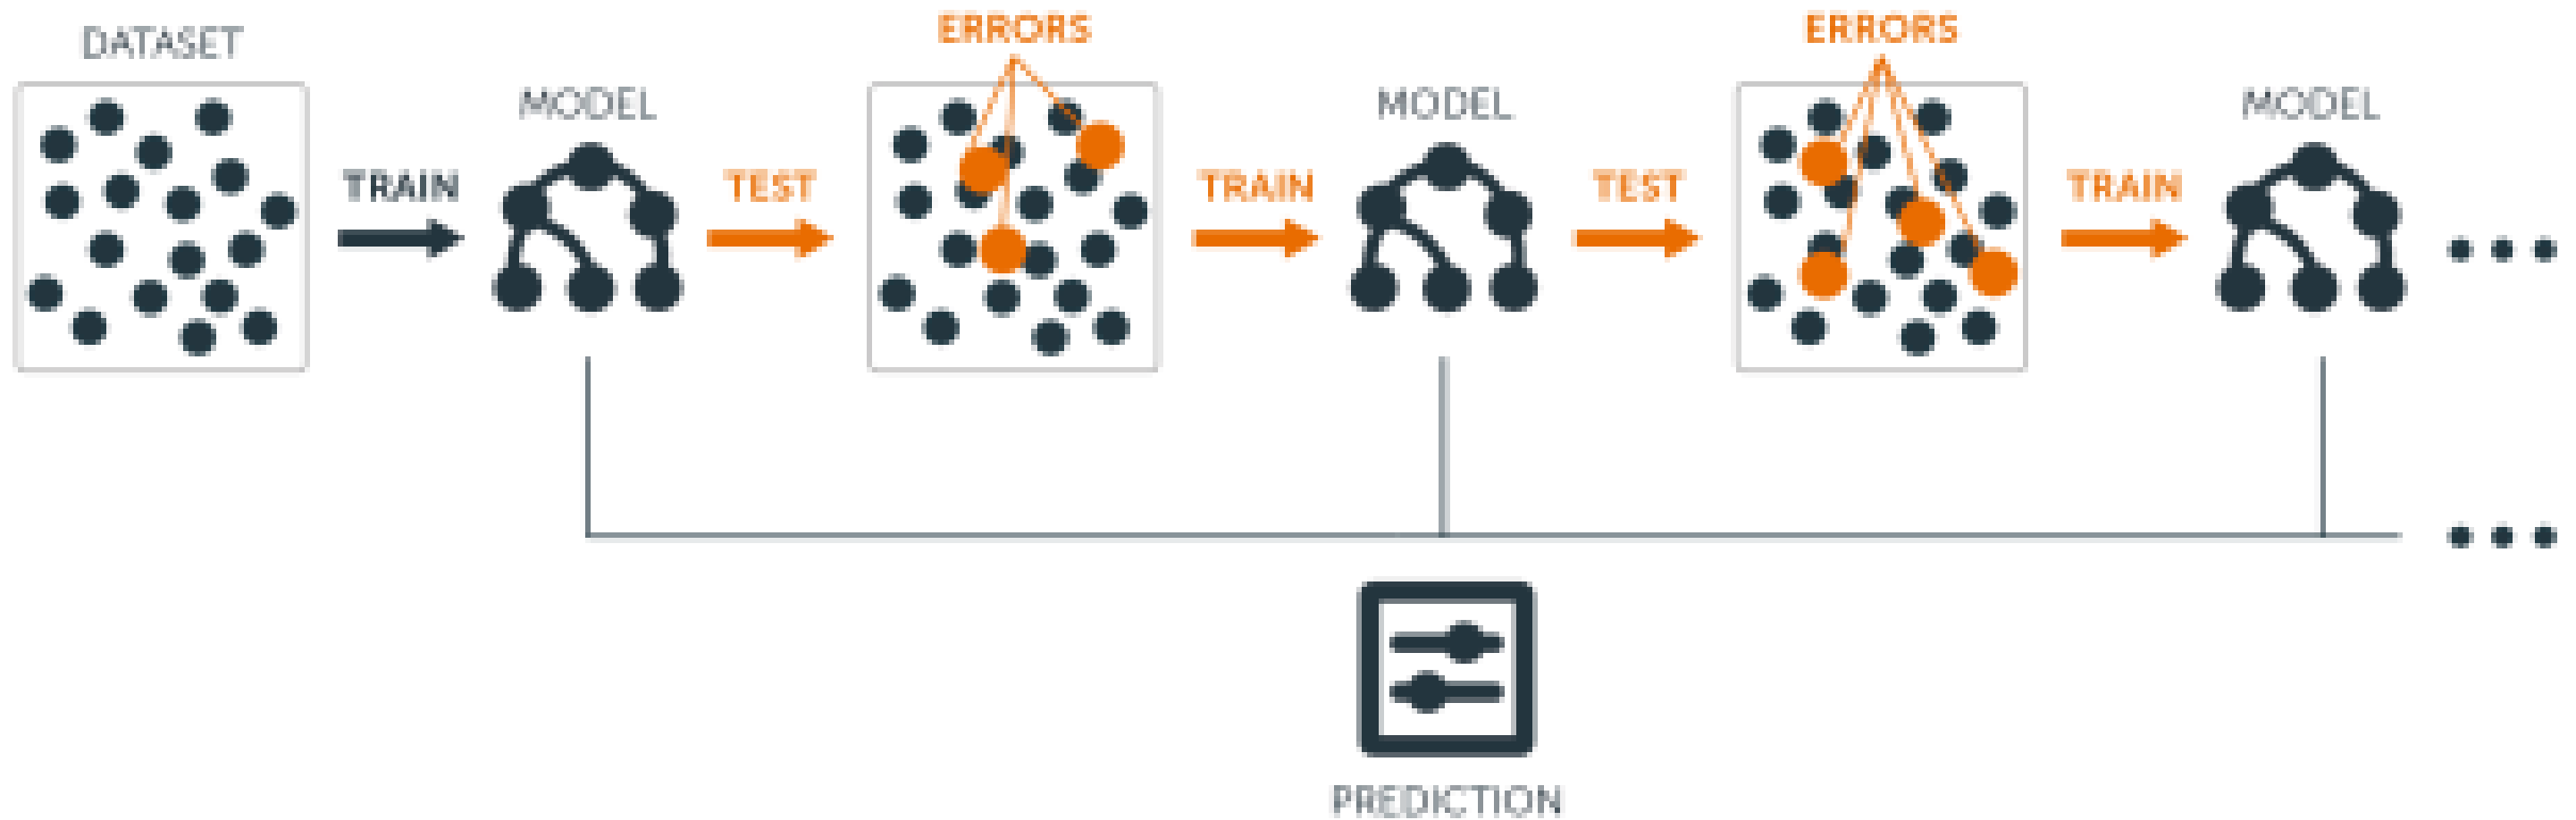 DATASET
TRAIN
MODEL
TEST
ERRORS
TRAIN
MODEL
TEST
ERRORS
TRAIN
MODEL
PREDICTION